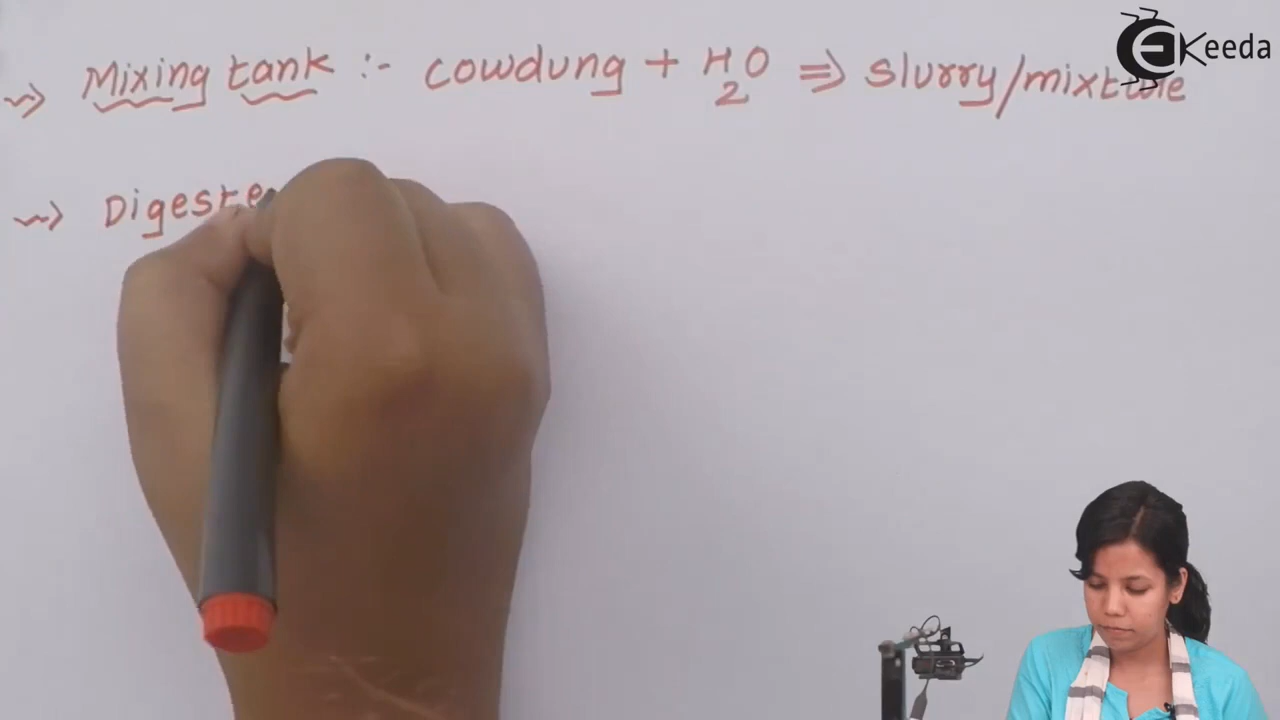 Mixing tank :- cowdung + H2O ⇒ slurry/mixture
Digeste
EKeeda